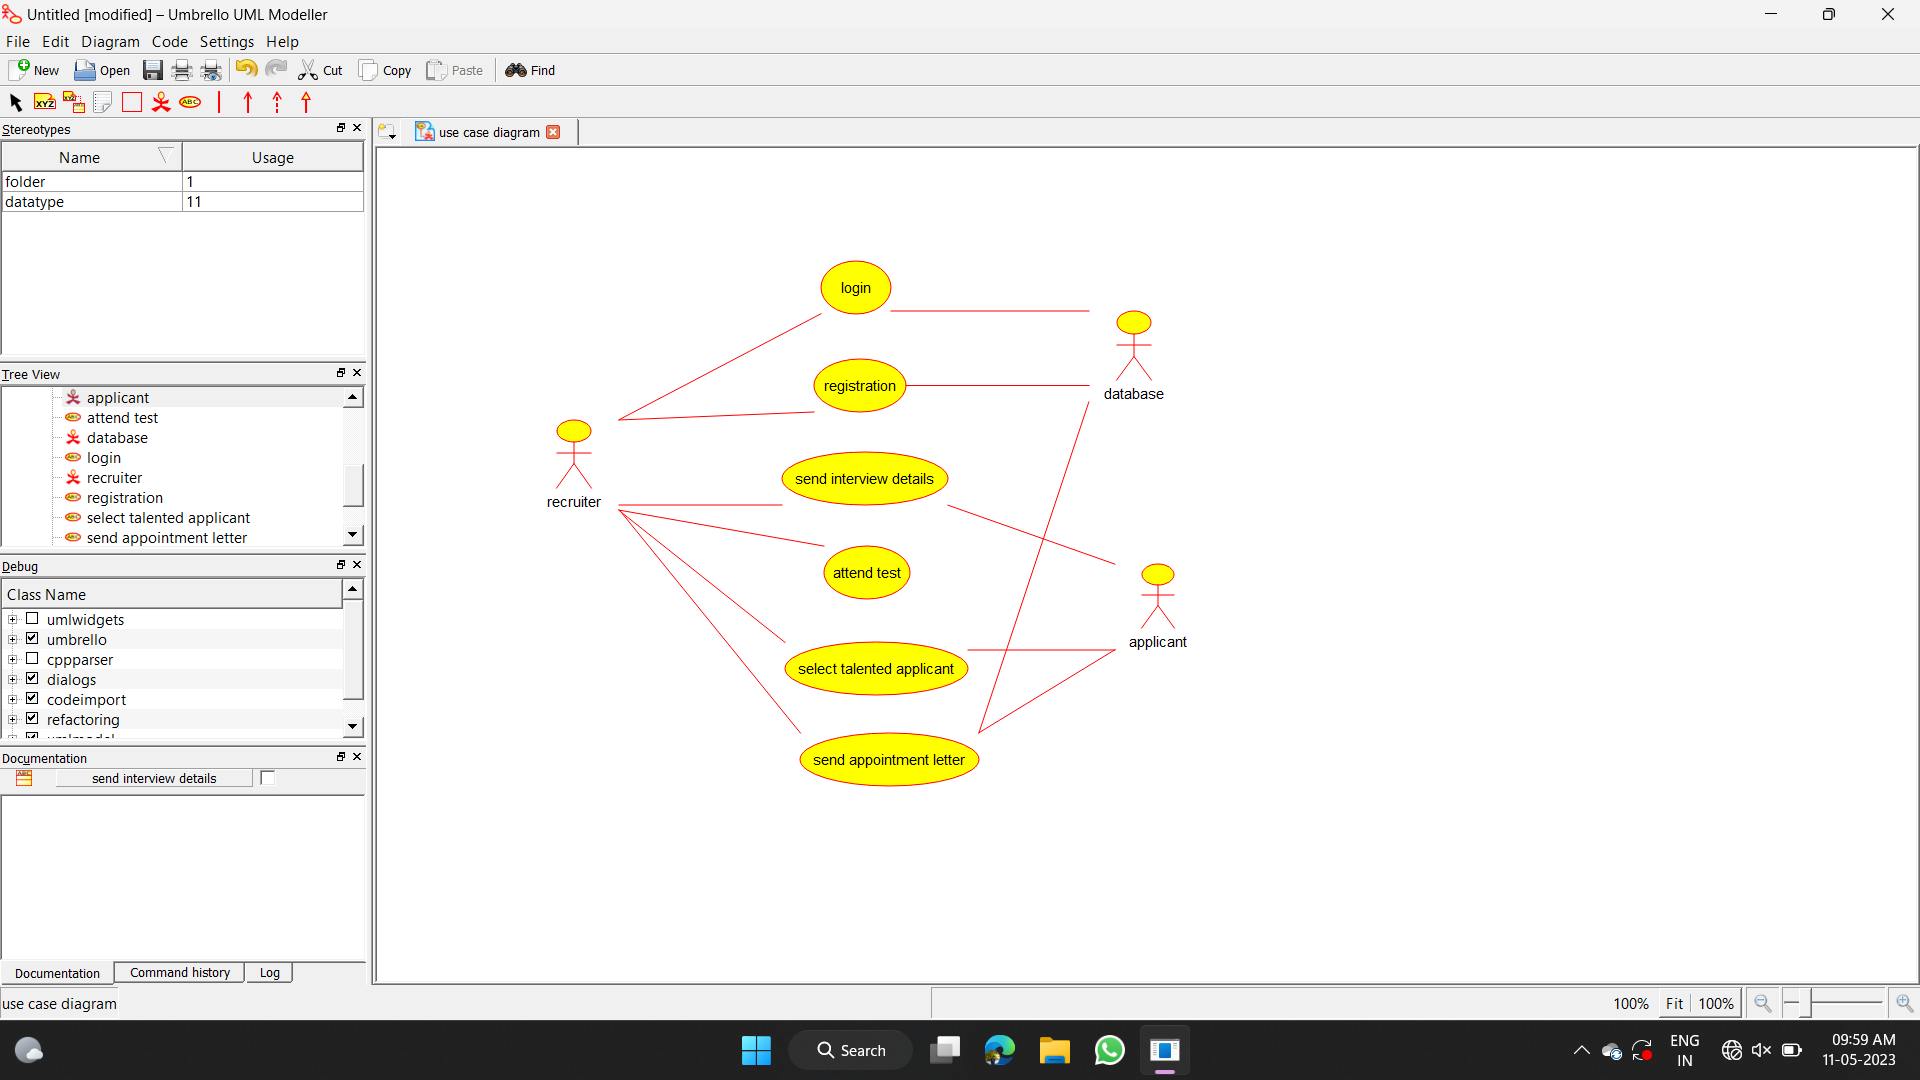 Untitled [modified] – Umbrello UML Modeller
File Edit Diagram Code Settings Help
New Open Cut Copy Paste Find
XYZ XYZ ABC
Stereotypes
Name Usage
folder 1
datatype 11
Tree View
applicant
attend test
database
login
recruiter
registration
select talented applicant
send appointment letter
Debug
Class Name
umlwidgets
umbrello
cppparser
dialogs
codeimport
refactoring
umlmodel
Documentation
send interview details
Documentation Command history Log
use case diagram
use case diagram
login
registration
database
send interview details
recruiter
attend test
applicant
select talented applicant
send appointment letter
100% Fit 100%
Search
ENG
IN
09:59 AM
11-05-2023